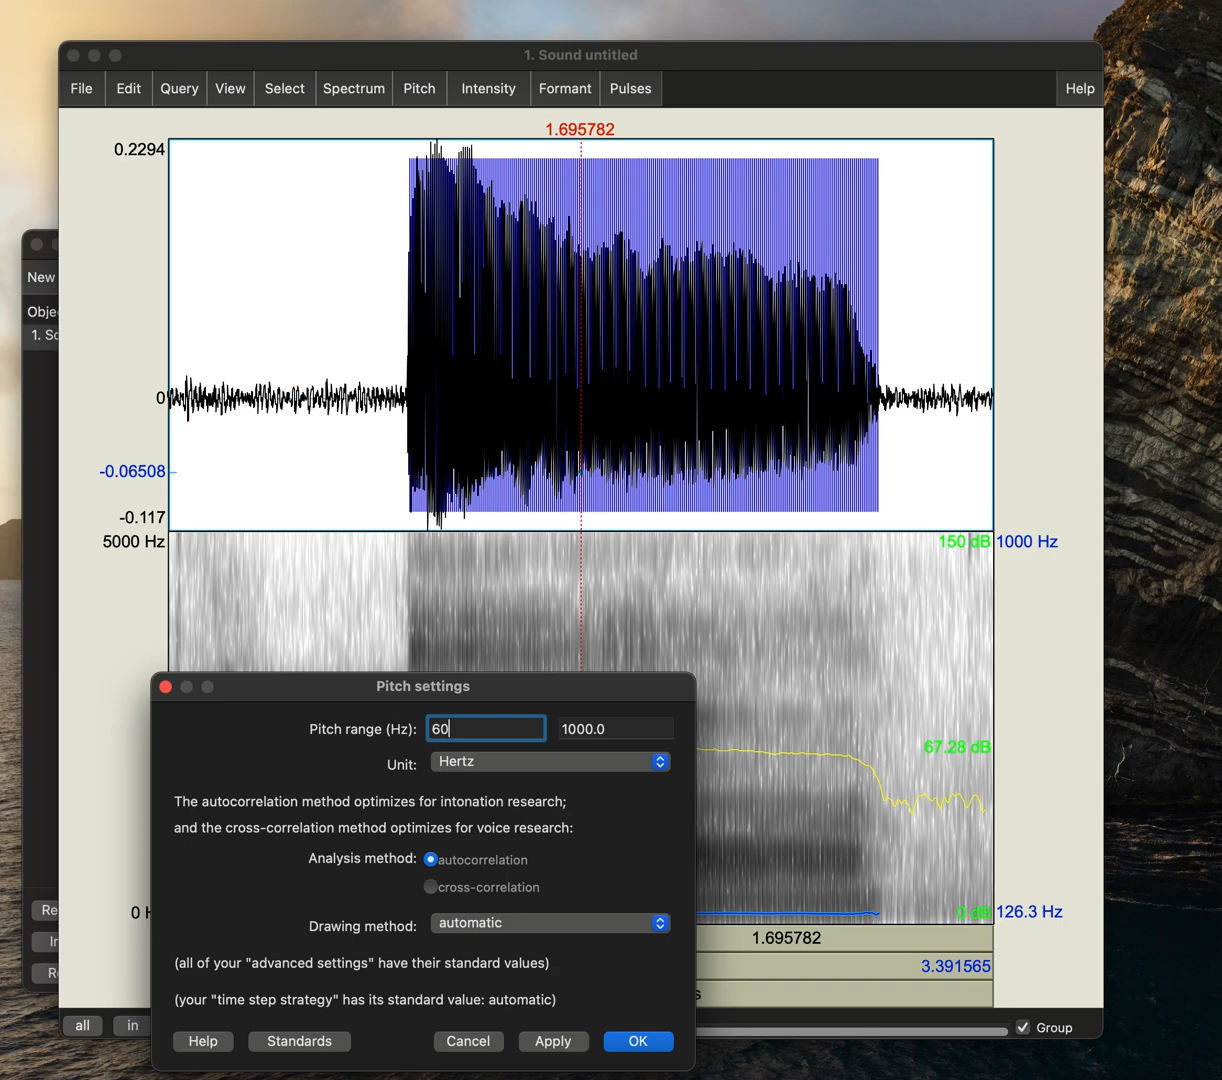 1. Sound untitled
File Edit Query View Select Spectrum Pitch Intensity Formant Pulses Help
1.695782
0.2294
New
0
-0.06508
-0.117
5000 Hz 150 dB 1000 Hz
Pitch settings
Pitch range (Hz): 60 1000.0
67.28 dB
Unit: Hertz
The autocorrelation method optimizes for intonation research;
and the cross-correlation method optimizes for voice research:
Analysis method: autocorrelation
cross-correlation
0 dB 126.3 Hz
Drawing method: automatic
1.695782
(all of your "advanced settings" have their standard values)
3.391565
(your "time step strategy" has its standard value: automatic)
all in Group
Help Standards Cancel Apply OK